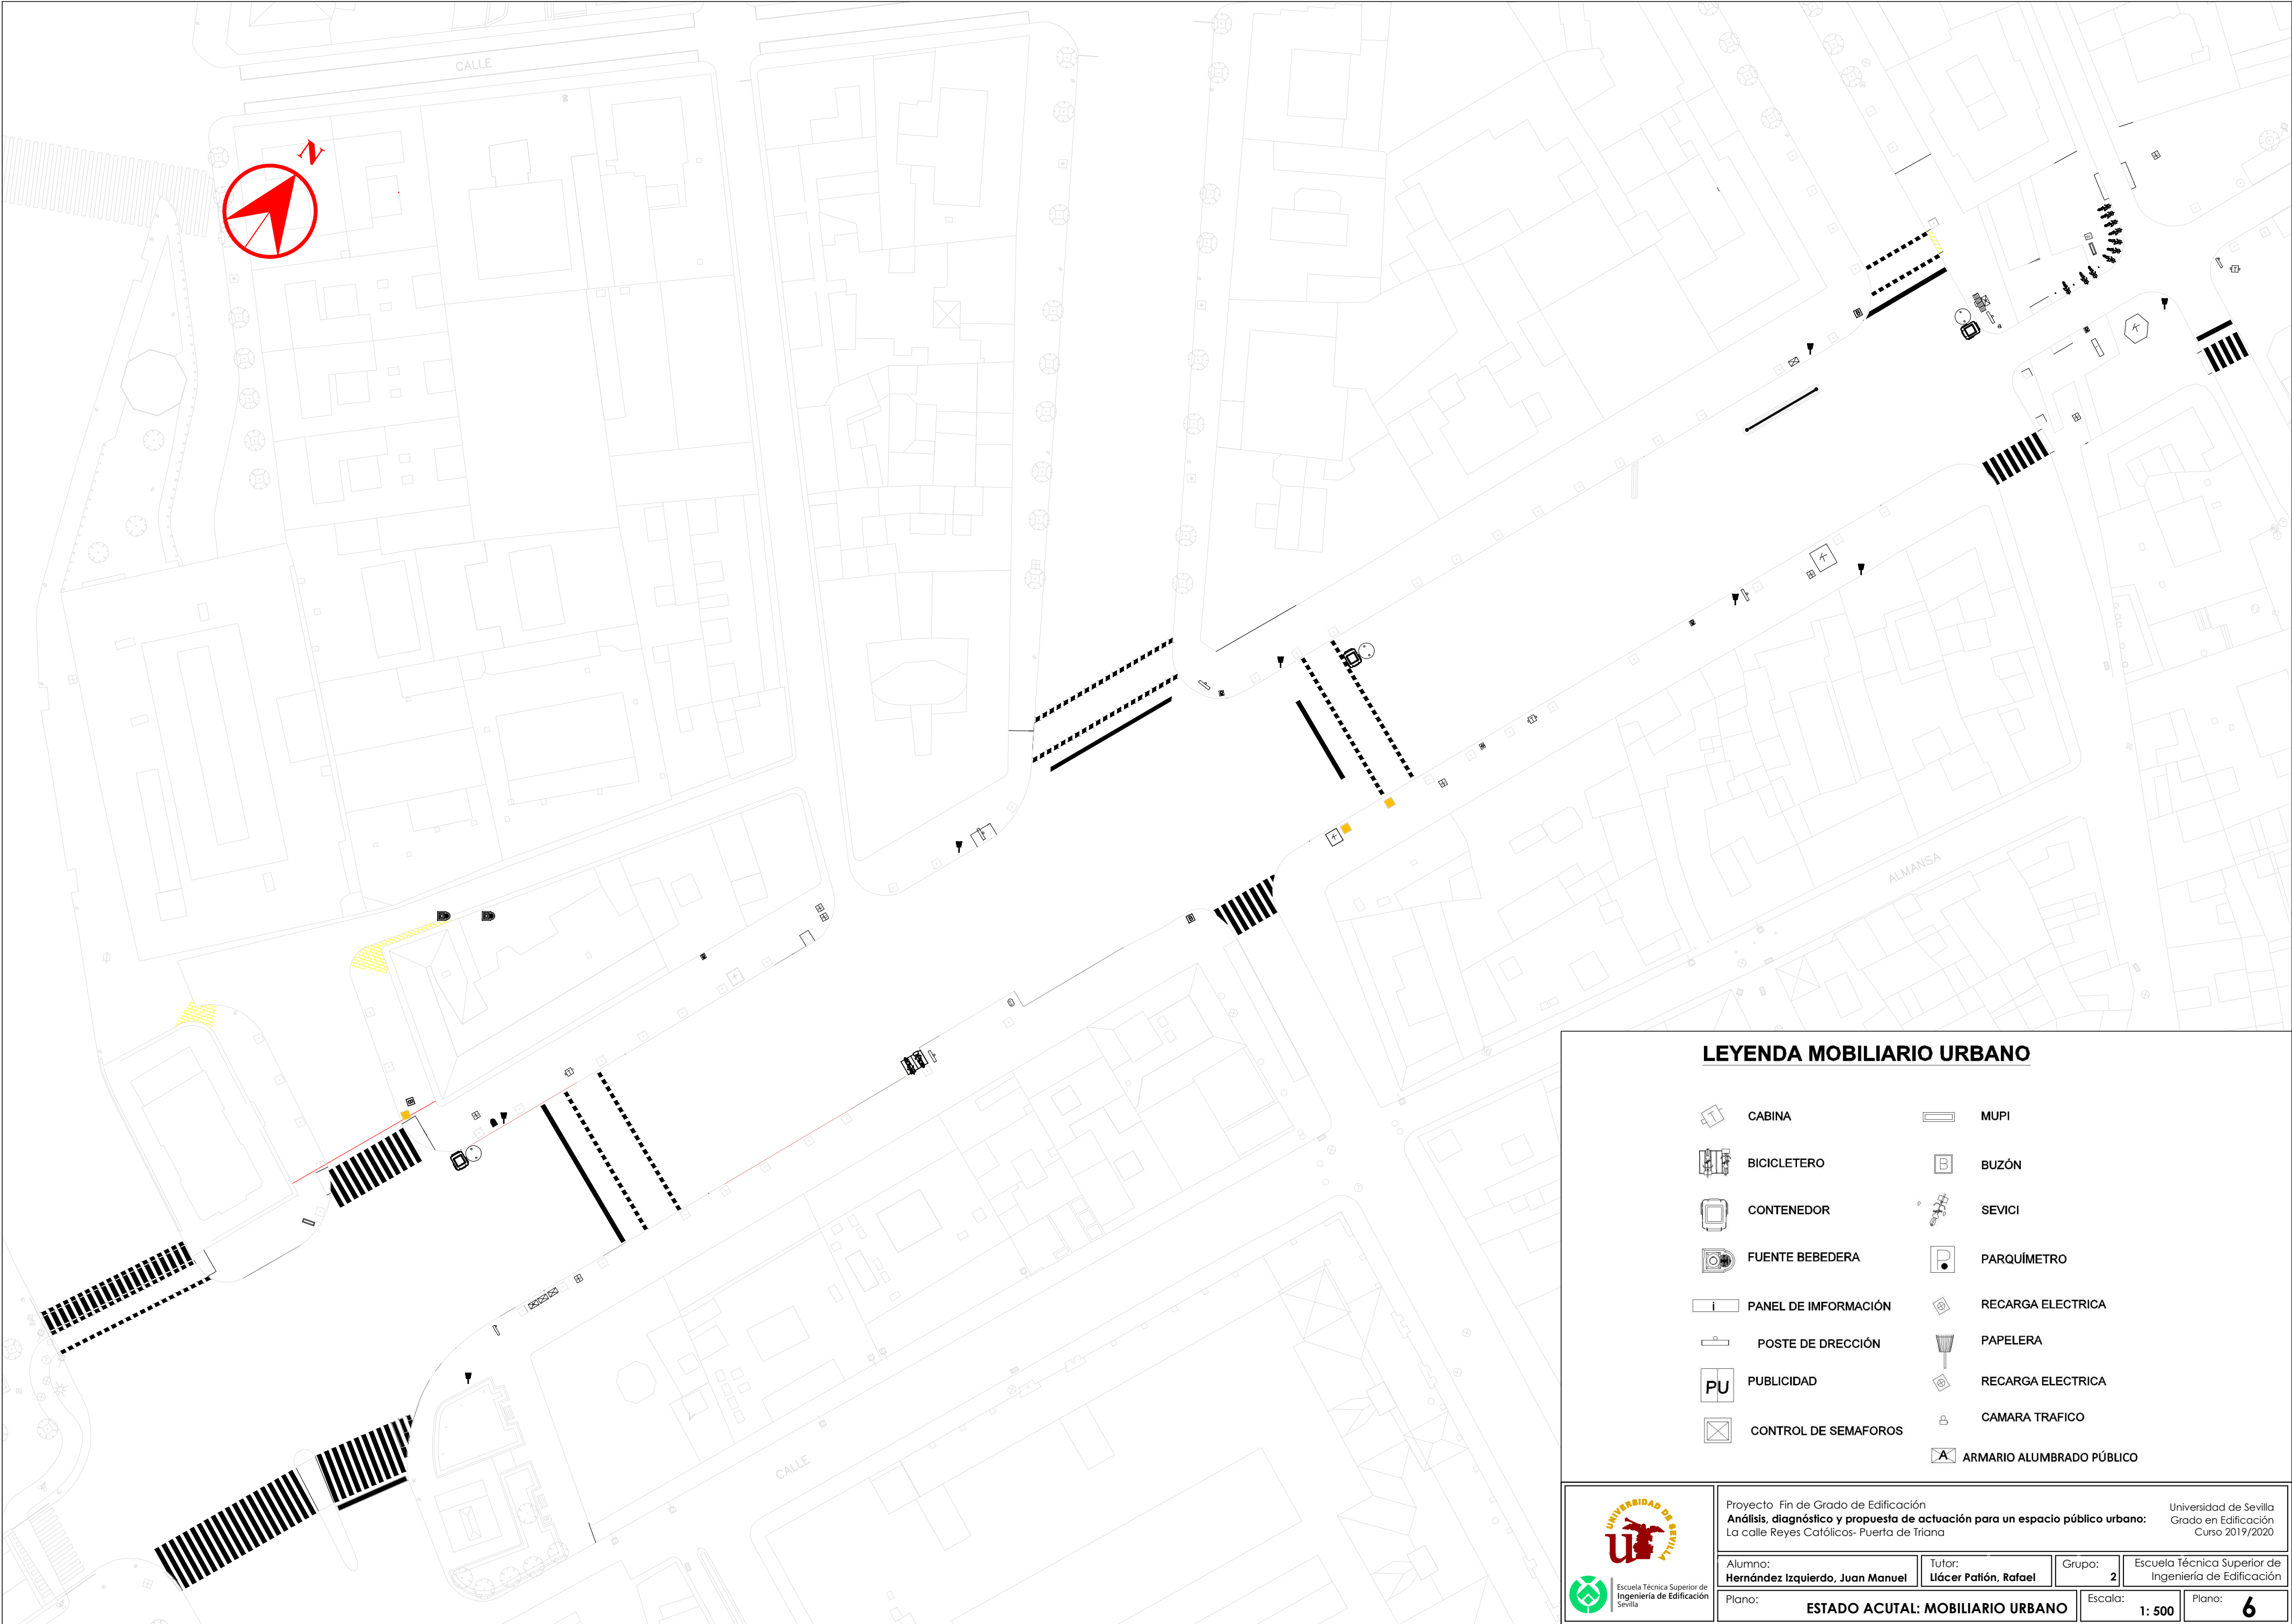 CALLE
N
ALMANSA
CALLE
LEYENDA MOBILIARIO URBANO
T CABINA
BICICLETERO
CONTENEDOR
FUENTE BEBEDERA
i PANEL DE IMFORMACIÓN
POSTE DE DRECCIÓN
PU PUBLICIDAD
CONTROL DE SEMAFOROS
MUPI
B BUZÓN
SEVICI
P PARQUÍMETRO
RECARGA ELECTRICA
PAPELERA
RECARGA ELECTRICA
CAMARA TRAFICO
A ARMARIO ALUMBRADO PÚBLICO
UNIVERSIDAD DE SEVILLA
Escuela Técnica Superior de
Ingeniería de Edificación
Sevilla
Proyecto Fin de Grado de Edificación
Análisis, diagnóstico y propuesta de actuación para un espacio público urbano:
La calle Reyes Católicos- Puerta de Triana
Universidad de Sevilla
Grado en Edificación
Curso 2019/2020
Alumno:
Hernández Izquierdo, Juan Manuel
Tutor:
Llácer Patión, Rafael
Grupo:
2
Escuela Técnica Superior de
Ingeniería de Edificación
Plano:
ESTADO ACUTAL: MOBILIARIO URBANO
Escala:
1: 500
Plano:
6